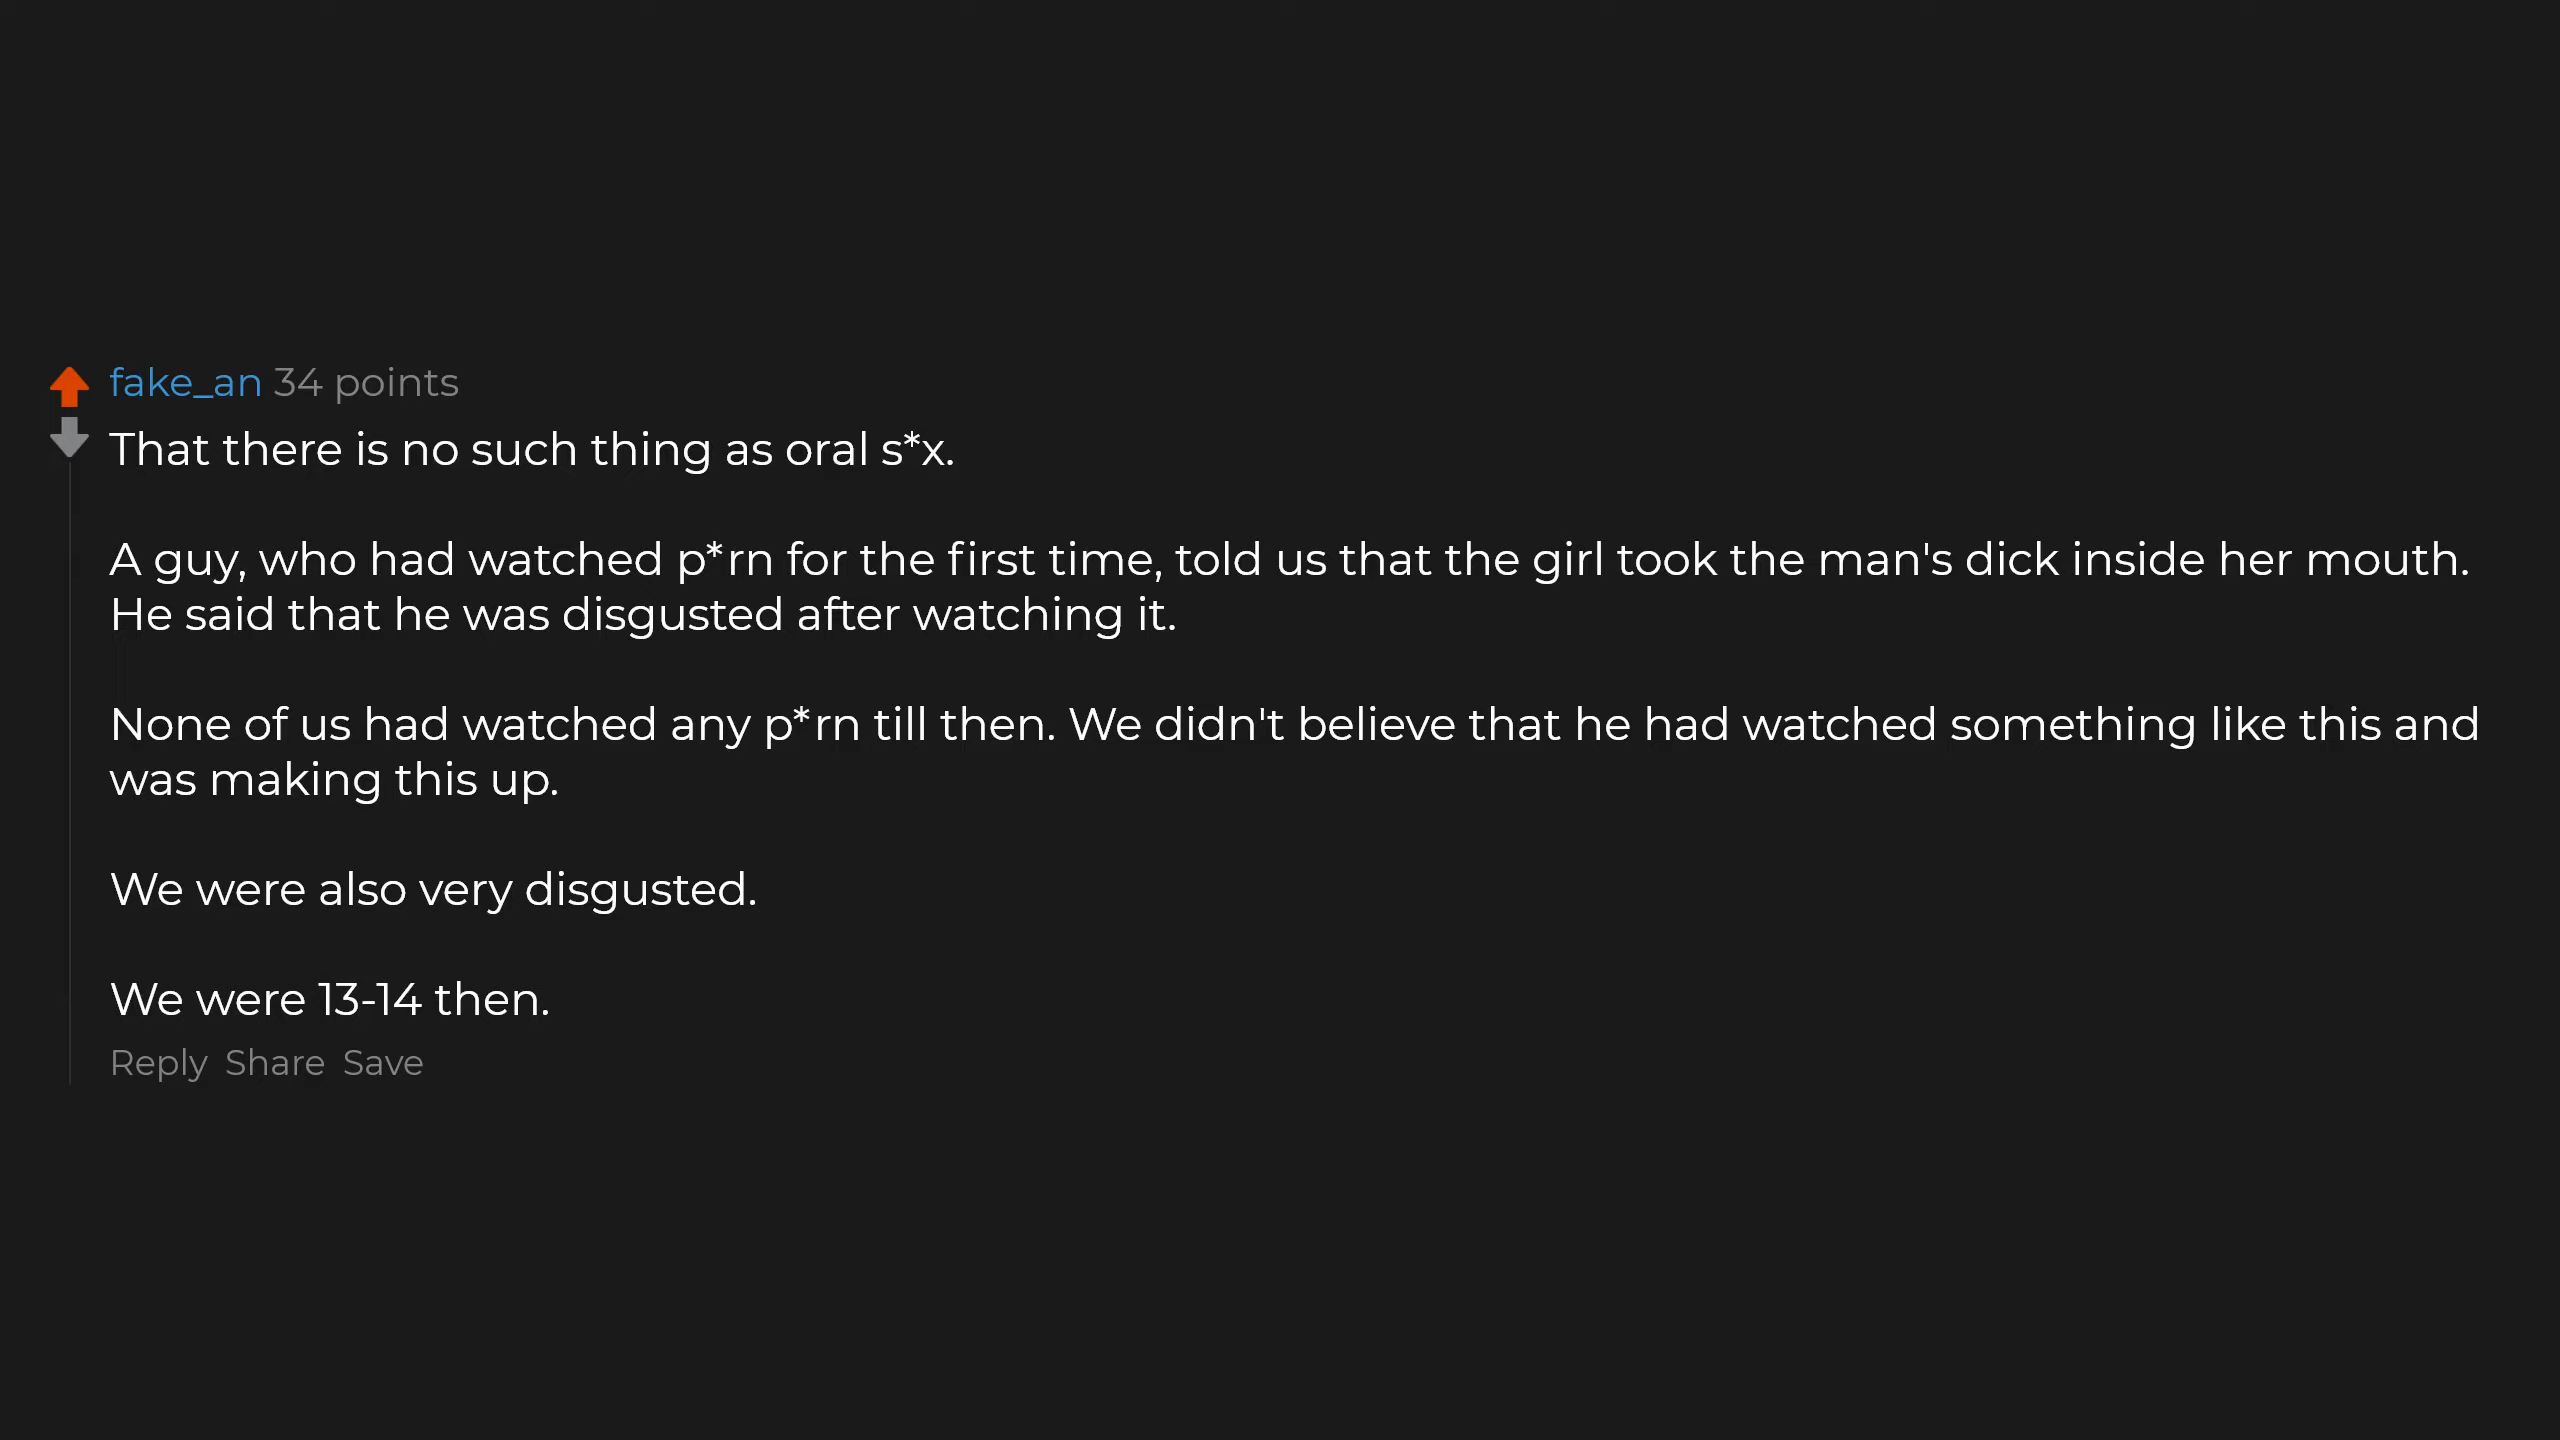 fake_an 34 points
That there is no such thing as oral s*x.
A guy, who had watched p*rn for the first time, told us that the girl took the man's dick inside her mouth.
He said that he was disgusted after watching it.
None of us had watched any p*rn till then. We didn't believe that he had watched something like this and
was making this up.
We were also very disgusted.
We were 13-14 then.
Reply Share Save